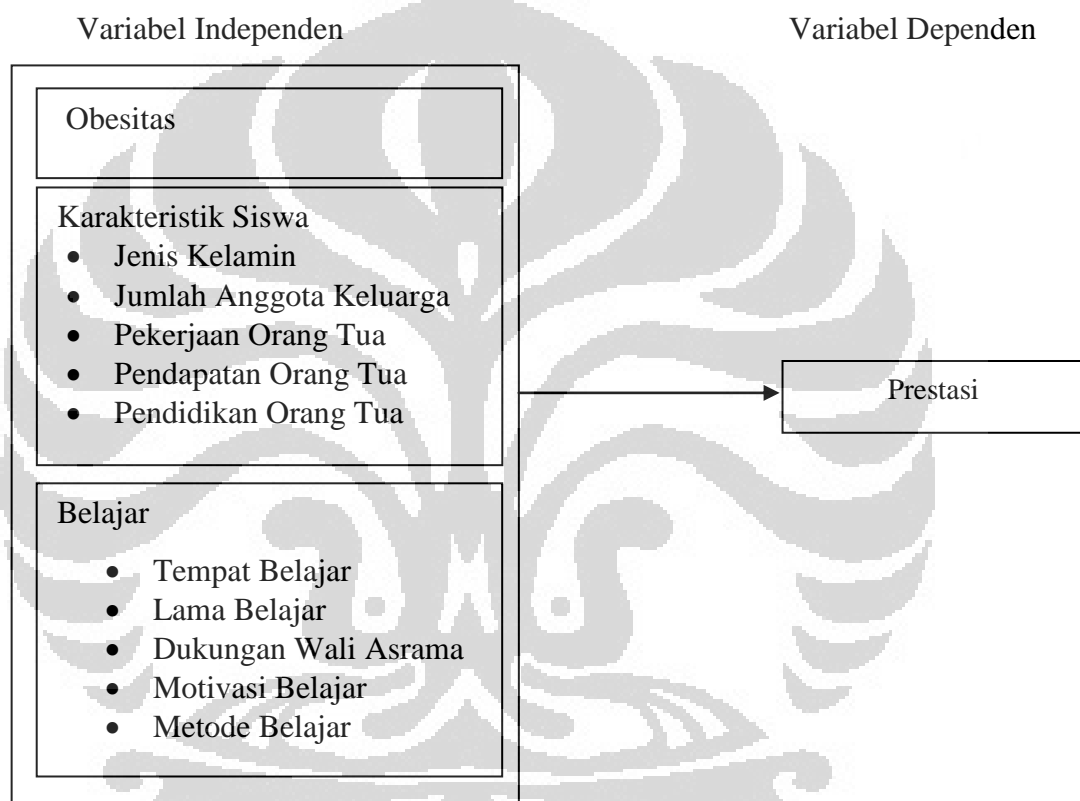 Variabel Independen
Variabel Dependen
Obesitas
Karakteristik Siswa
• Jenis Kelamin
• Jumlah Anggota Keluarga
• Pekerjaan Orang Tua
• Pendapatan Orang Tua
• Pendidikan Orang Tua
Prestasi
Belajar
• Tempat Belajar
• Lama Belajar
• Dukungan Wali Asrama
• Motivasi Belajar
• Metode Belajar